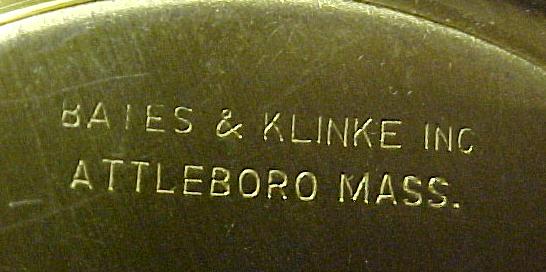 BATES & KLINKE INC
ATTLEBORO MASS.